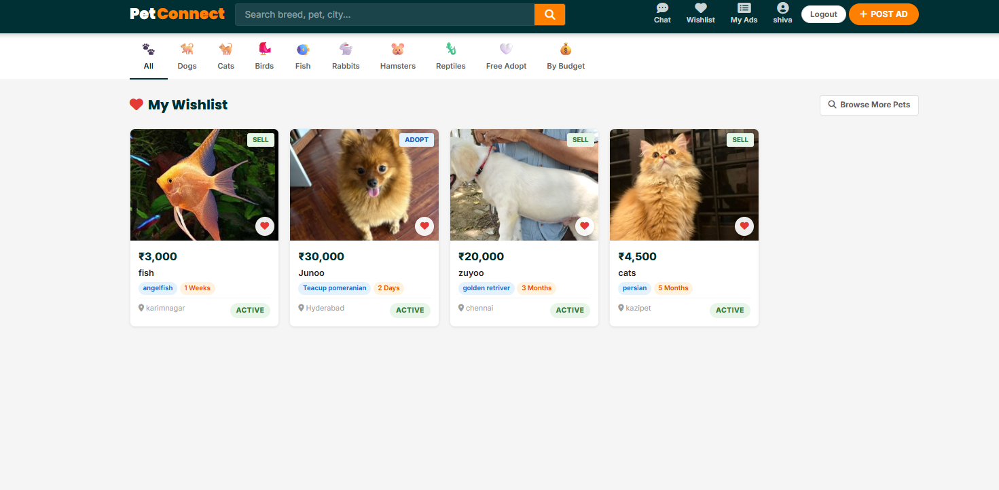 PetConnect
Search breed, pet, city...
Chat
Wishlist
My Ads
shiva
Logout
+ POST AD
All
Dogs
Cats
Birds
Fish
Rabbits
Hamsters
Reptiles
Free Adopt
By Budget
My Wishlist
Browse More Pets
SELL
₹3,000
fish
angelfish 1 Weeks
karimnagar ACTIVE
ADOPT
₹30,000
Junoo
Teacup pomeranian 2 Days
Hyderabad ACTIVE
SELL
₹20,000
zuyoo
golden retriver 3 Months
chennai ACTIVE
SELL
₹4,500
cats
persian 5 Months
kazipet ACTIVE